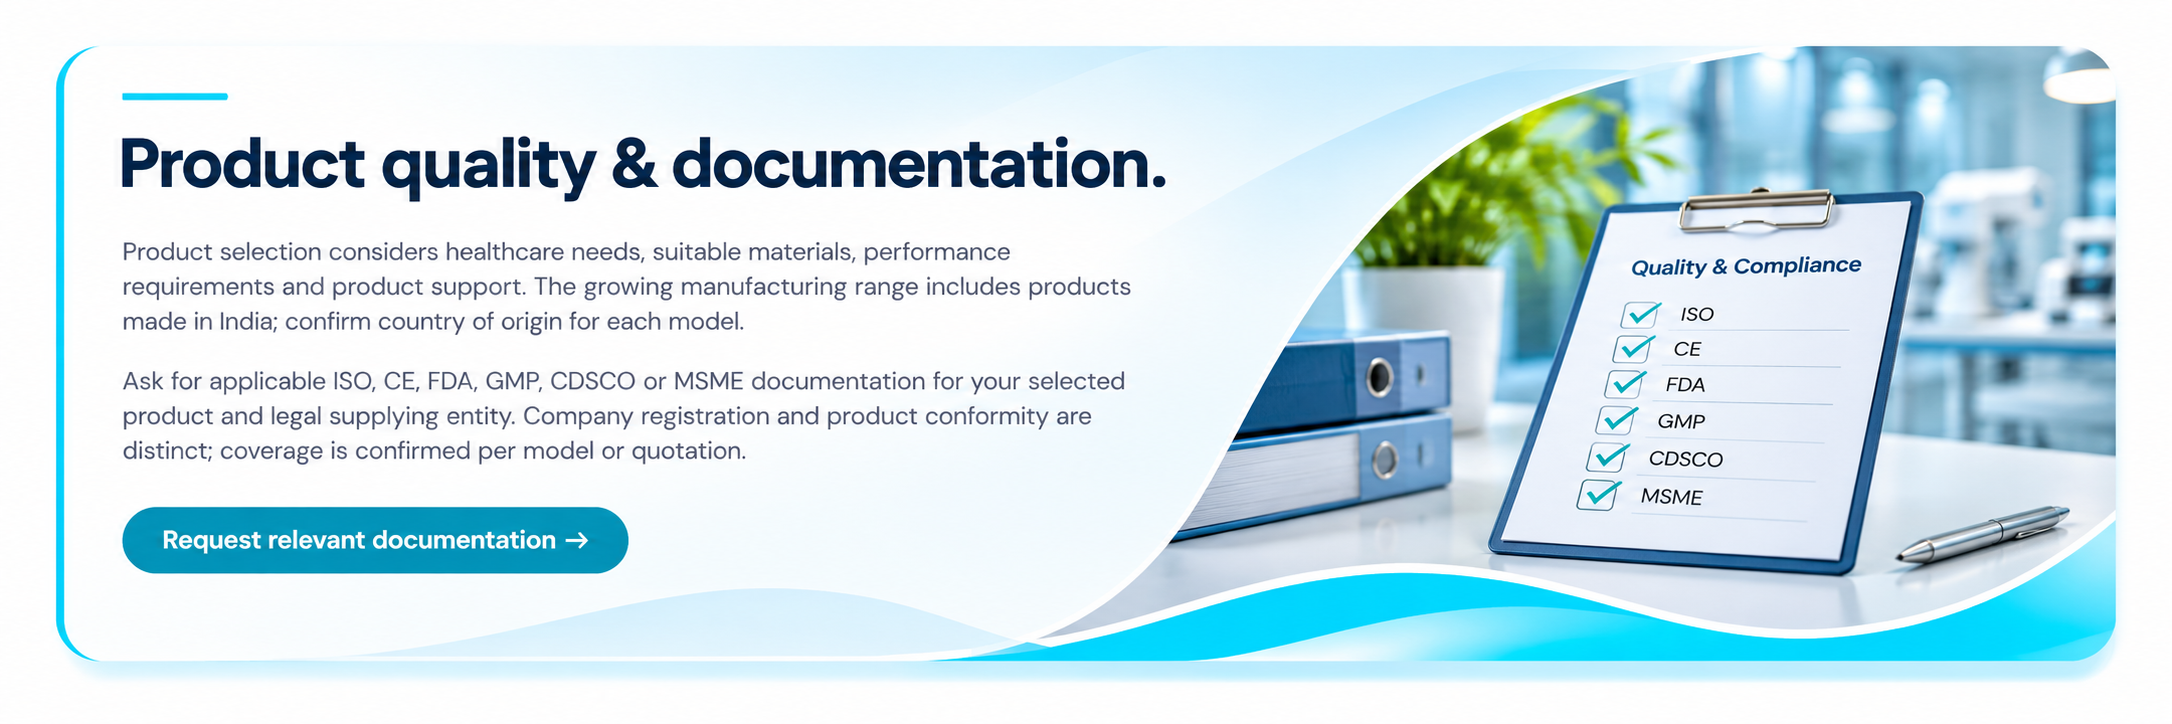 Product quality & documentation.
Product selection considers healthcare needs, suitable materials, performance
requirements and product support. The growing manufacturing range includes products
made in India; confirm country of origin for each model.
Ask for applicable ISO, CE, FDA, GMP, CDSCO or MSME documentation for your selected
product and legal supplying entity. Company registration and product conformity are
distinct; coverage is confirmed per model or quotation.
Request relevant documentation →
Quality & Compliance
ISO
CE
FDA
GMP
CDSCO
MSME